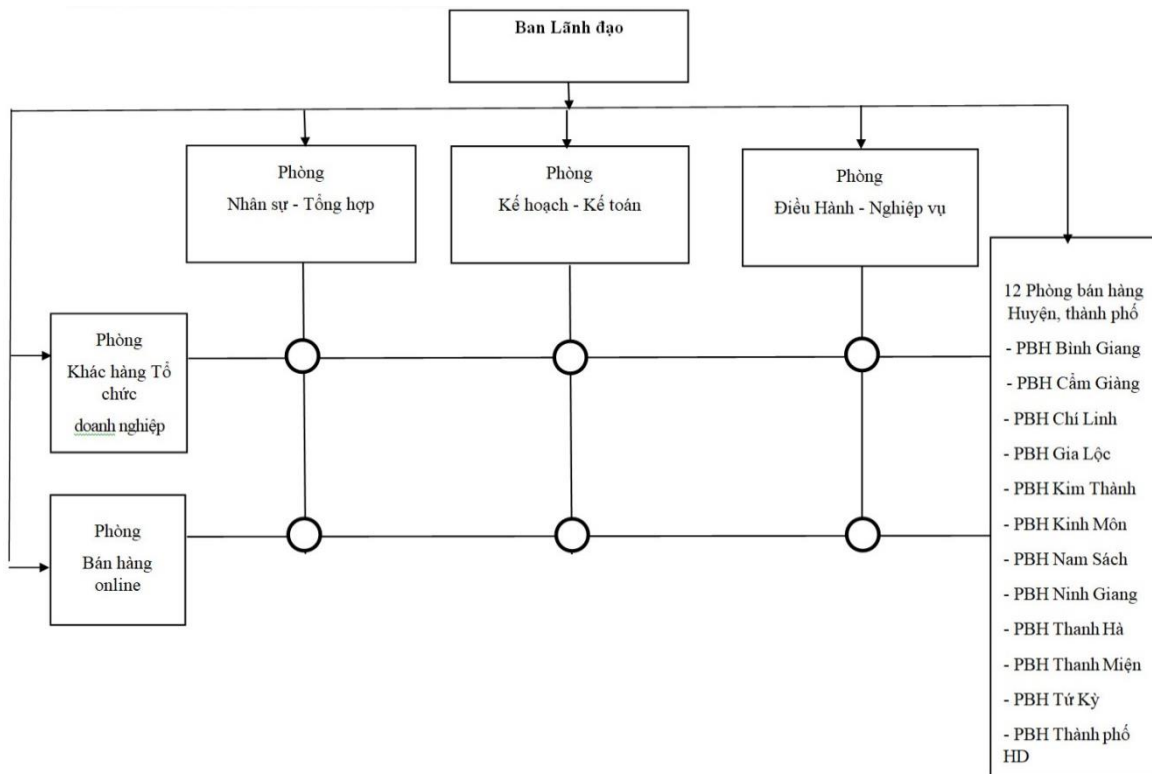 Ban Lãnh đạo
Phòng
Nhân sự - Tổng hợp
Phòng
Kế hoạch - Kế toán
Phòng
Điều Hành - Nghiệp vụ
Phòng
Khác hàng Tổ
chức
doanh nghiệp
Phòng
Bán hàng
online
12 Phòng bán hàng
Huyện, thành phố
- PBH Bình Giang
- PBH Cẩm Giàng
- PBH Chí Linh
- PBH Gia Lộc
- PBH Kim Thành
- PBH Kinh Môn
- PBH Nam Sách
- PBH Ninh Giang
- PBH Thanh Hà
- PBH Thanh Miện
- PBH Tứ Kỳ
- PBH Thành phố
HD